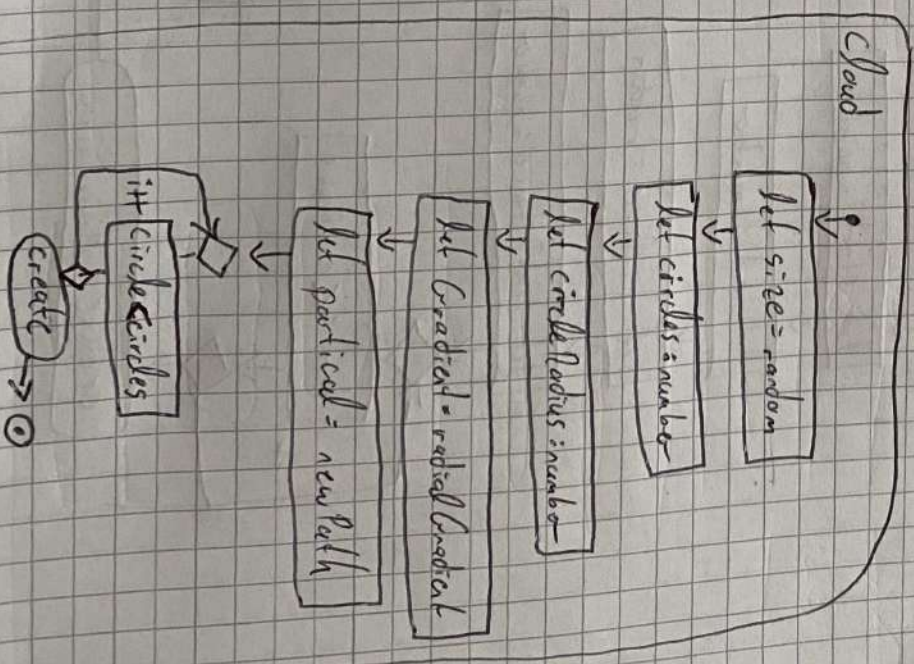 Cloud
let size = random
let circles : number
let circleRadius : number
let Gradient = radialGradient
let partical = new Path
it circle<circles
create